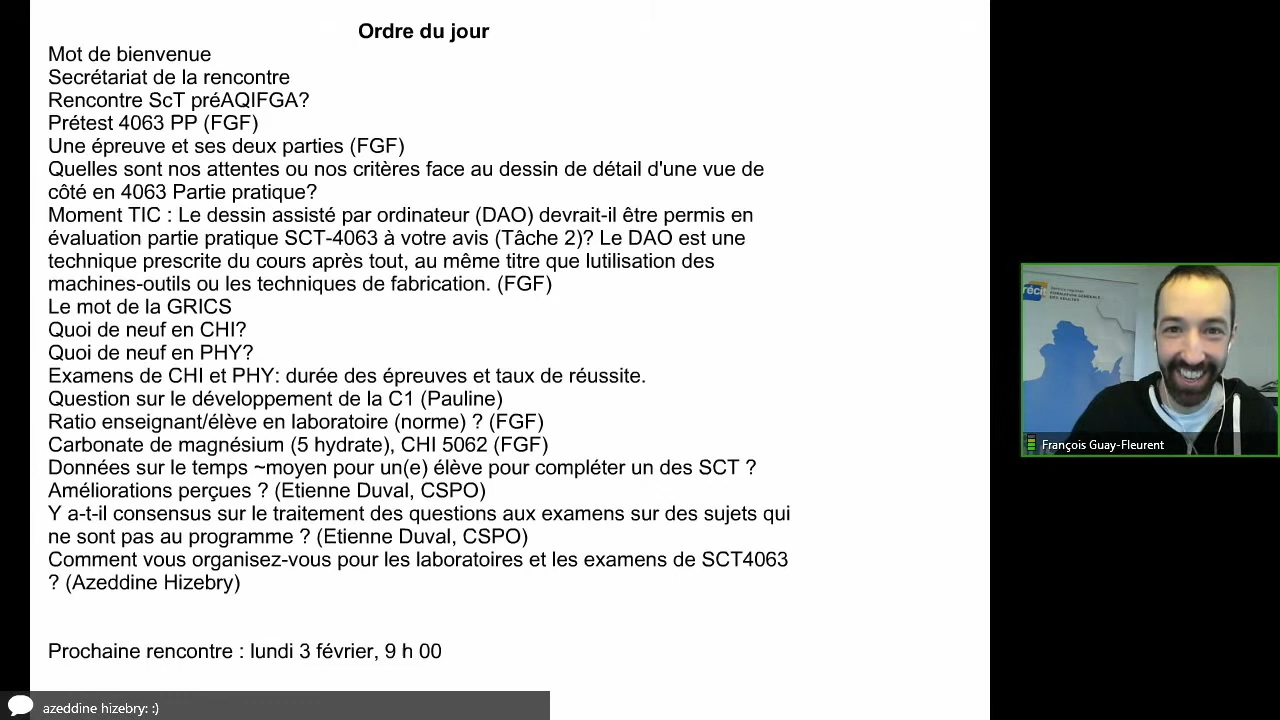 Ordre du jour
Mot de bienvenue
Secrétariat de la rencontre
Rencontre ScT préAQIFGA?
Prétest 4063 PP (FGF)
Une épreuve et ses deux parties (FGF)
Quelles sont nos attentes ou nos critères face au dessin de détail d'une vue de
côté en 4063 Partie pratique?
Moment TIC : Le dessin assisté par ordinateur (DAO) devrait-il être permis en
évaluation partie pratique SCT-4063 à votre avis (Tâche 2)? Le DAO est une
technique prescrite du cours après tout, au même titre que lutilisation des
machines-outils ou les techniques de fabrication. (FGF)
Le mot de la GRICS
Quoi de neuf en CHI?
Quoi de neuf en PHY?
Examens de CHI et PHY: durée des épreuves et taux de réussite.
Question sur le développement de la C1 (Pauline)
Ratio enseignant/élève en laboratoire (norme) ? (FGF)
Carbonate de magnésium (5 hydrate), CHI 5062 (FGF)
Données sur le temps ~moyen pour un(e) élève pour compléter un des SCT ?
Améliorations perçues ? (Etienne Duval, CSPO)
Y a-t-il consensus sur le traitement des questions aux examens sur des sujets qui
ne sont pas au programme ? (Etienne Duval, CSPO)
Comment vous organisez-vous pour les laboratoires et les examens de SCT4063
? (Azeddine Hizebry)
Prochaine rencontre : lundi 3 février, 9 h 00
récit
FORMATION GÉNÉRALE
DES ADULTES
François Guay-Fleurent
azeddine hizebry: :)